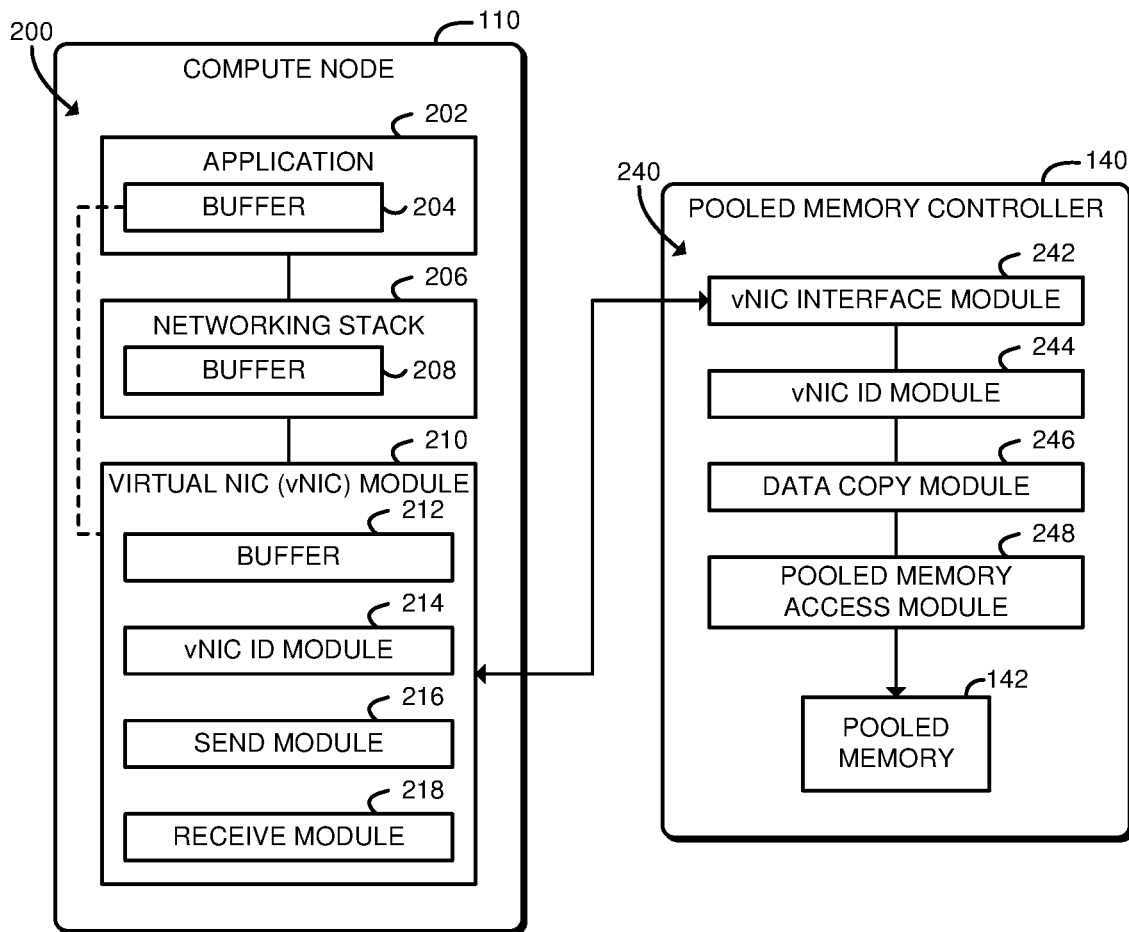 200
110
COMPUTE NODE
202
APPLICATION
BUFFER
204
206
NETWORKING STACK
BUFFER
208
210
VIRTUAL NIC (vNIC) MODULE
212
BUFFER
214
vNIC ID MODULE
216
SEND MODULE
218
RECEIVE MODULE
240
140
POOLED MEMORY CONTROLLER
242
vNIC INTERFACE MODULE
244
vNIC ID MODULE
246
DATA COPY MODULE
248
POOLED MEMORY
ACCESS MODULE
142
POOLED
MEMORY